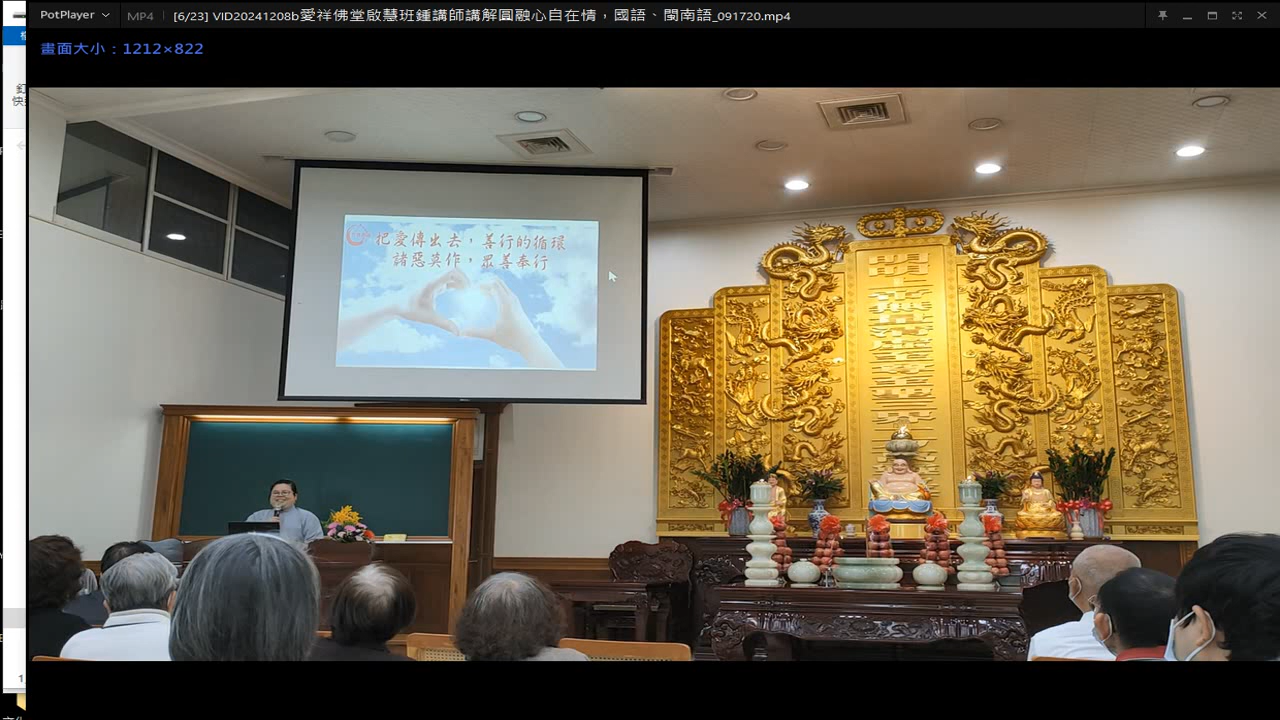 PotPlayer
MP4
[6/23] VID20241208b愛祥佛堂啟慧班鍾講師講解圓融心自在情，國語、閩南語_091720.mp4
畫面大小：1212×822
把愛傳出去，善行的循環
諸惡莫作，眾善奉行